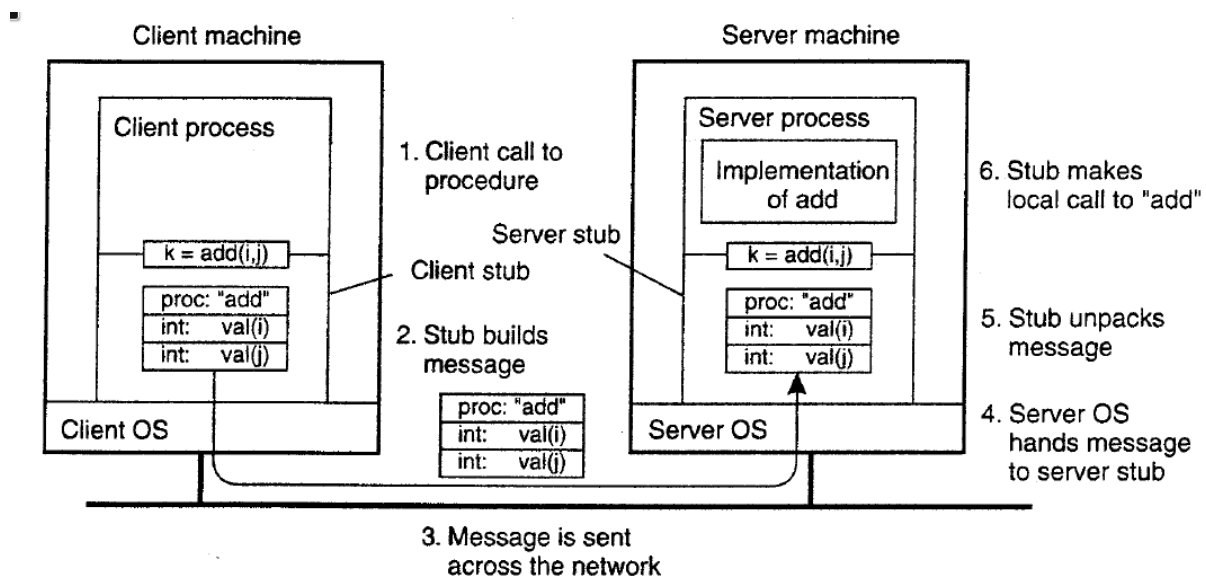 Client machine
Server machine
Client process
1. Client call to
procedure
Server process
Implementation
of add
6. Stub makes
local call to "add"
Server stub
k = add(i,j)
k = add(i,j)
Client stub
proc: "add"
int: val(i)
int: val(j)
2. Stub builds
message
proc: "add"
int: val(i)
int: val(j)
proc: "add"
int: val(i)
int: val(j)
5. Stub unpacks
message
Client OS
Server OS
4. Server OS
hands message
to server stub
3. Message is sent
across the network